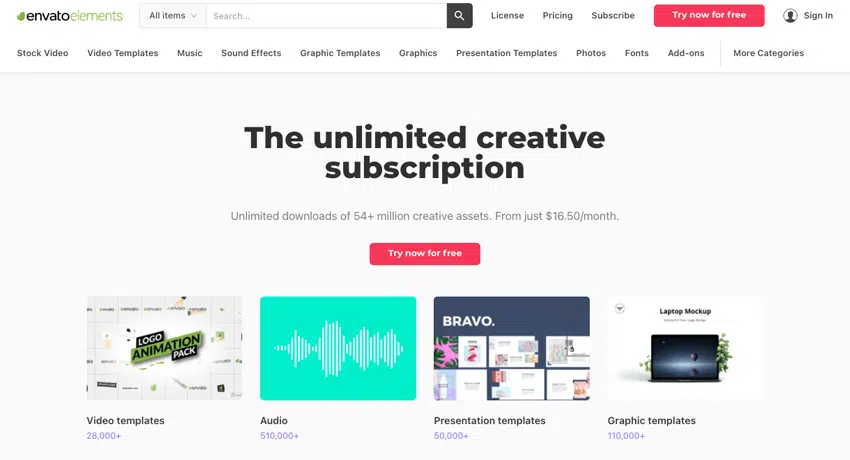 envatoelements
All items
Search...
License
Pricing
Subscribe
Try now for free
Sign In
Stock Video
Video Templates
Music
Sound Effects
Graphic Templates
Graphics
Presentation Templates
Photos
Fonts
Add-ons
More Categories
The unlimited creative
subscription
Unlimited downloads of 54+ million creative assets. From just $16.50/month.
Try now for free
LOGO
ANIMATION
PACK
BRAVO.
Laptop Mockup
Video templates
28,000+
Audio
510,000+
Presentation templates
50,000+
Graphic templates
110,000+